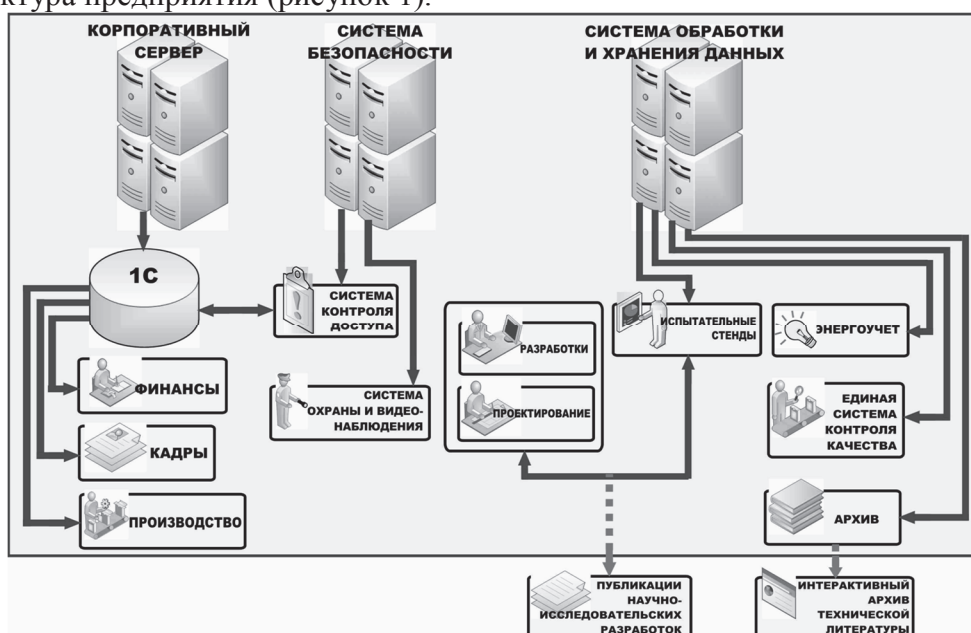 ктура предприятия (рисунок 1).
КОРПОРАТИВНЫЙ
СЕРВЕР
СИСТЕМА
БЕЗОПАСНОСТИ
СИСТЕМА ОБРАБОТКИ
И ХРАНЕНИЯ ДАННЫХ
1С
СИСТЕМА
КОНТРОЛЯ
ДОСТУПА
РАЗРАБОТКИ
ИСПЫТАТЕЛЬНЫЕ
СТЕНДЫ
ЭНЕРГОУЧЕТ
ФИНАНСЫ
СИСТЕМА
ОХРАНЫ И ВИДЕО-
НАБЛЮДЕНИЯ
ПРОЕКТИРОВАНИЕ
ЕДИНАЯ
СИСТЕМА
КОНТРОЛЯ
КАЧЕСТВА
КАДРЫ
ПРОИЗВОДСТВО
АРХИВ
ПУБЛИКАЦИИ
НАУЧНО-
ИССЛЕДОВАТЕЛЬСКИХ
РАЗРАБОТОК
ИНТЕРАКТИВНЫЙ
АРХИВ
ТЕХНИЧЕСКОЙ
ЛИТЕРАТУРЫ